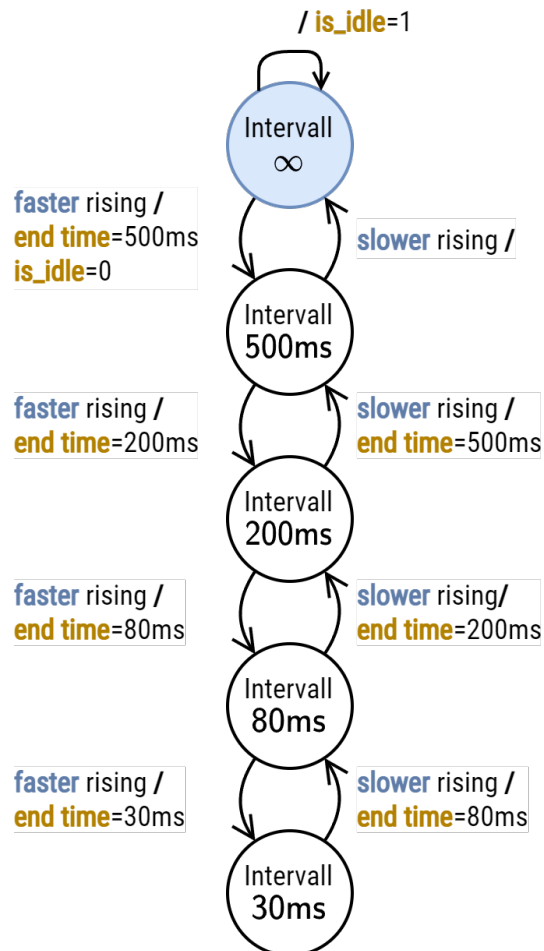 / is_idle=1
Intervall
∞
faster rising /
end time=500ms
is_idle=0
slower rising /
Intervall
500ms
faster rising /
end time=200ms
slower rising /
end time=500ms
Intervall
200ms
faster rising /
end time=80ms
slower rising/
end time=200ms
Intervall
80ms
faster rising /
end time=30ms
slower rising /
end time=80ms
Intervall
30ms